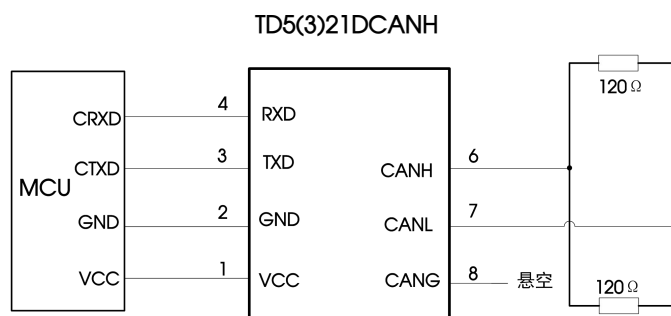 TD5(3)21DCANH
120Ω
CRXD 4 RXD
CTXD 3 TXD
CANH 6
MCU
GND 2 GND
CANL 7
VCC 1 VCC
CANG 8 悬空
120Ω